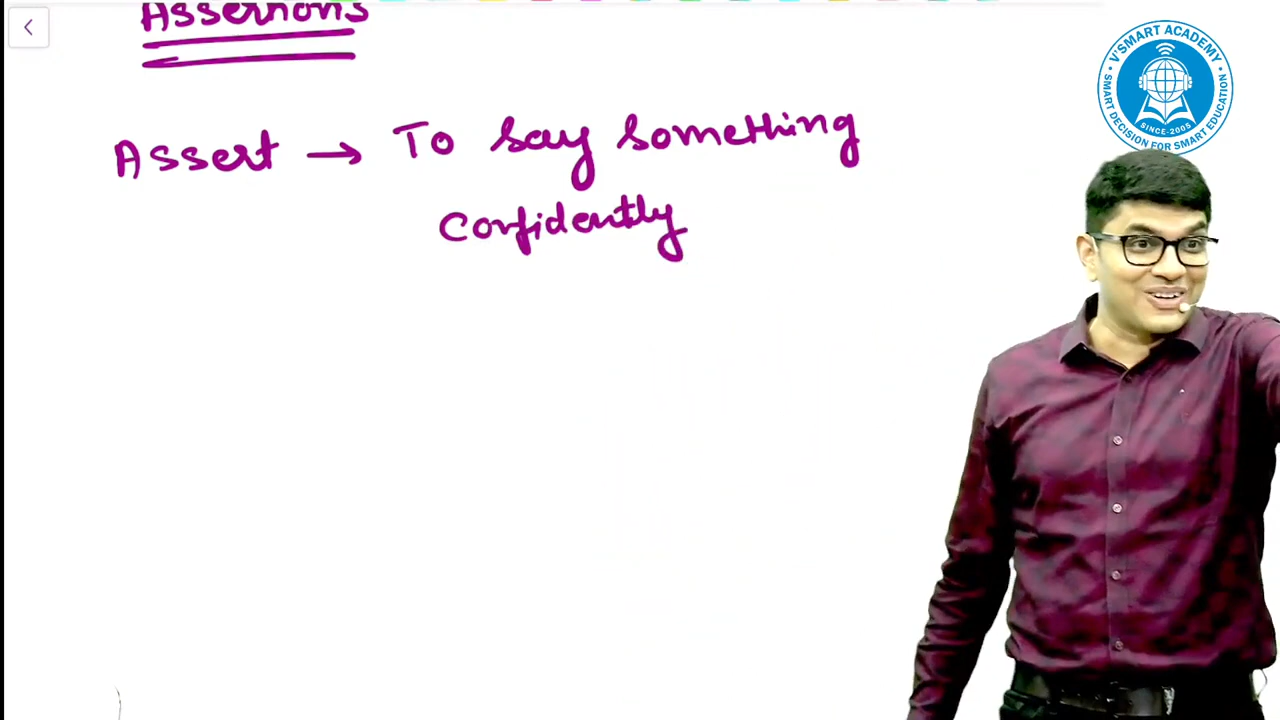 Assertions
Assert → To say something
confidently
V'SMART ACADEMY
SMART DECISION FOR SMART EDUCATION
SINCE-2005